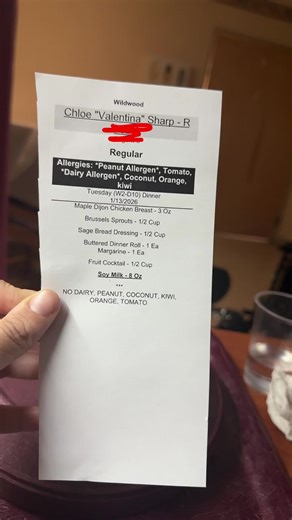 Wildwood
Chloe "Valentina" Sharp - R
Regular
Allergies: *Peanut Allergen*, Tomato,
*Dairy Allergen*, Coconut, Orange,
kiwi
Tuesday (W2-D10) Dinner
1/13/2026
Maple Dijon Chicken Breast - 3 Oz
Brussels Sprouts - 1/2 Cup
Sage Bread Dressing - 1/2 Cup
Buttered Dinner Roll - 1 Ea
Margarine - 1 Ea
Fruit Cocktail - 1/2 Cup
Soy Milk - 8 Oz
***
NO DAIRY, PEANUT, COCONUT, KIWI,
ORANGE, TOMATO